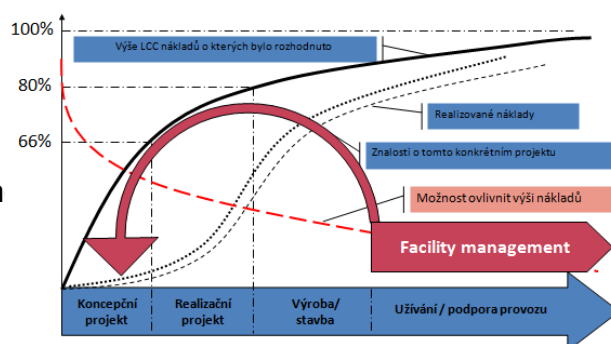 100%
Výše LCC nákladů o kterých bylo rozhodnuto
80%
Realizované náklady
66%
Znalosti o tomto konkrétním projektu
Možnost ovlivnit výši nákladů
Facility management
Koncepční
projekt
Realizační
projekt
Výroba/
stavba
Užívání / podpora provozu